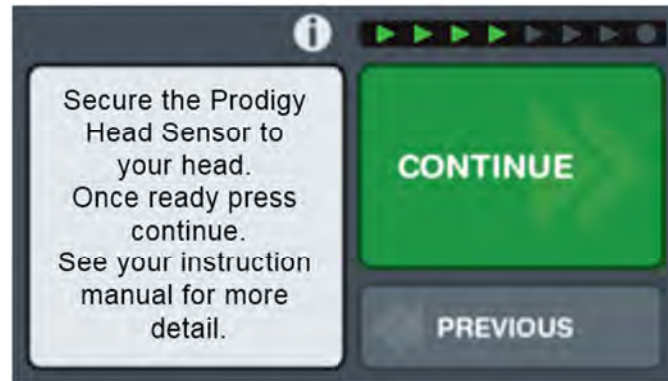 i
Secure the Prodigy
Head Sensor to
your head.
Once ready press
continue.
See your instruction
manual for more
detail.
CONTINUE
PREVIOUS